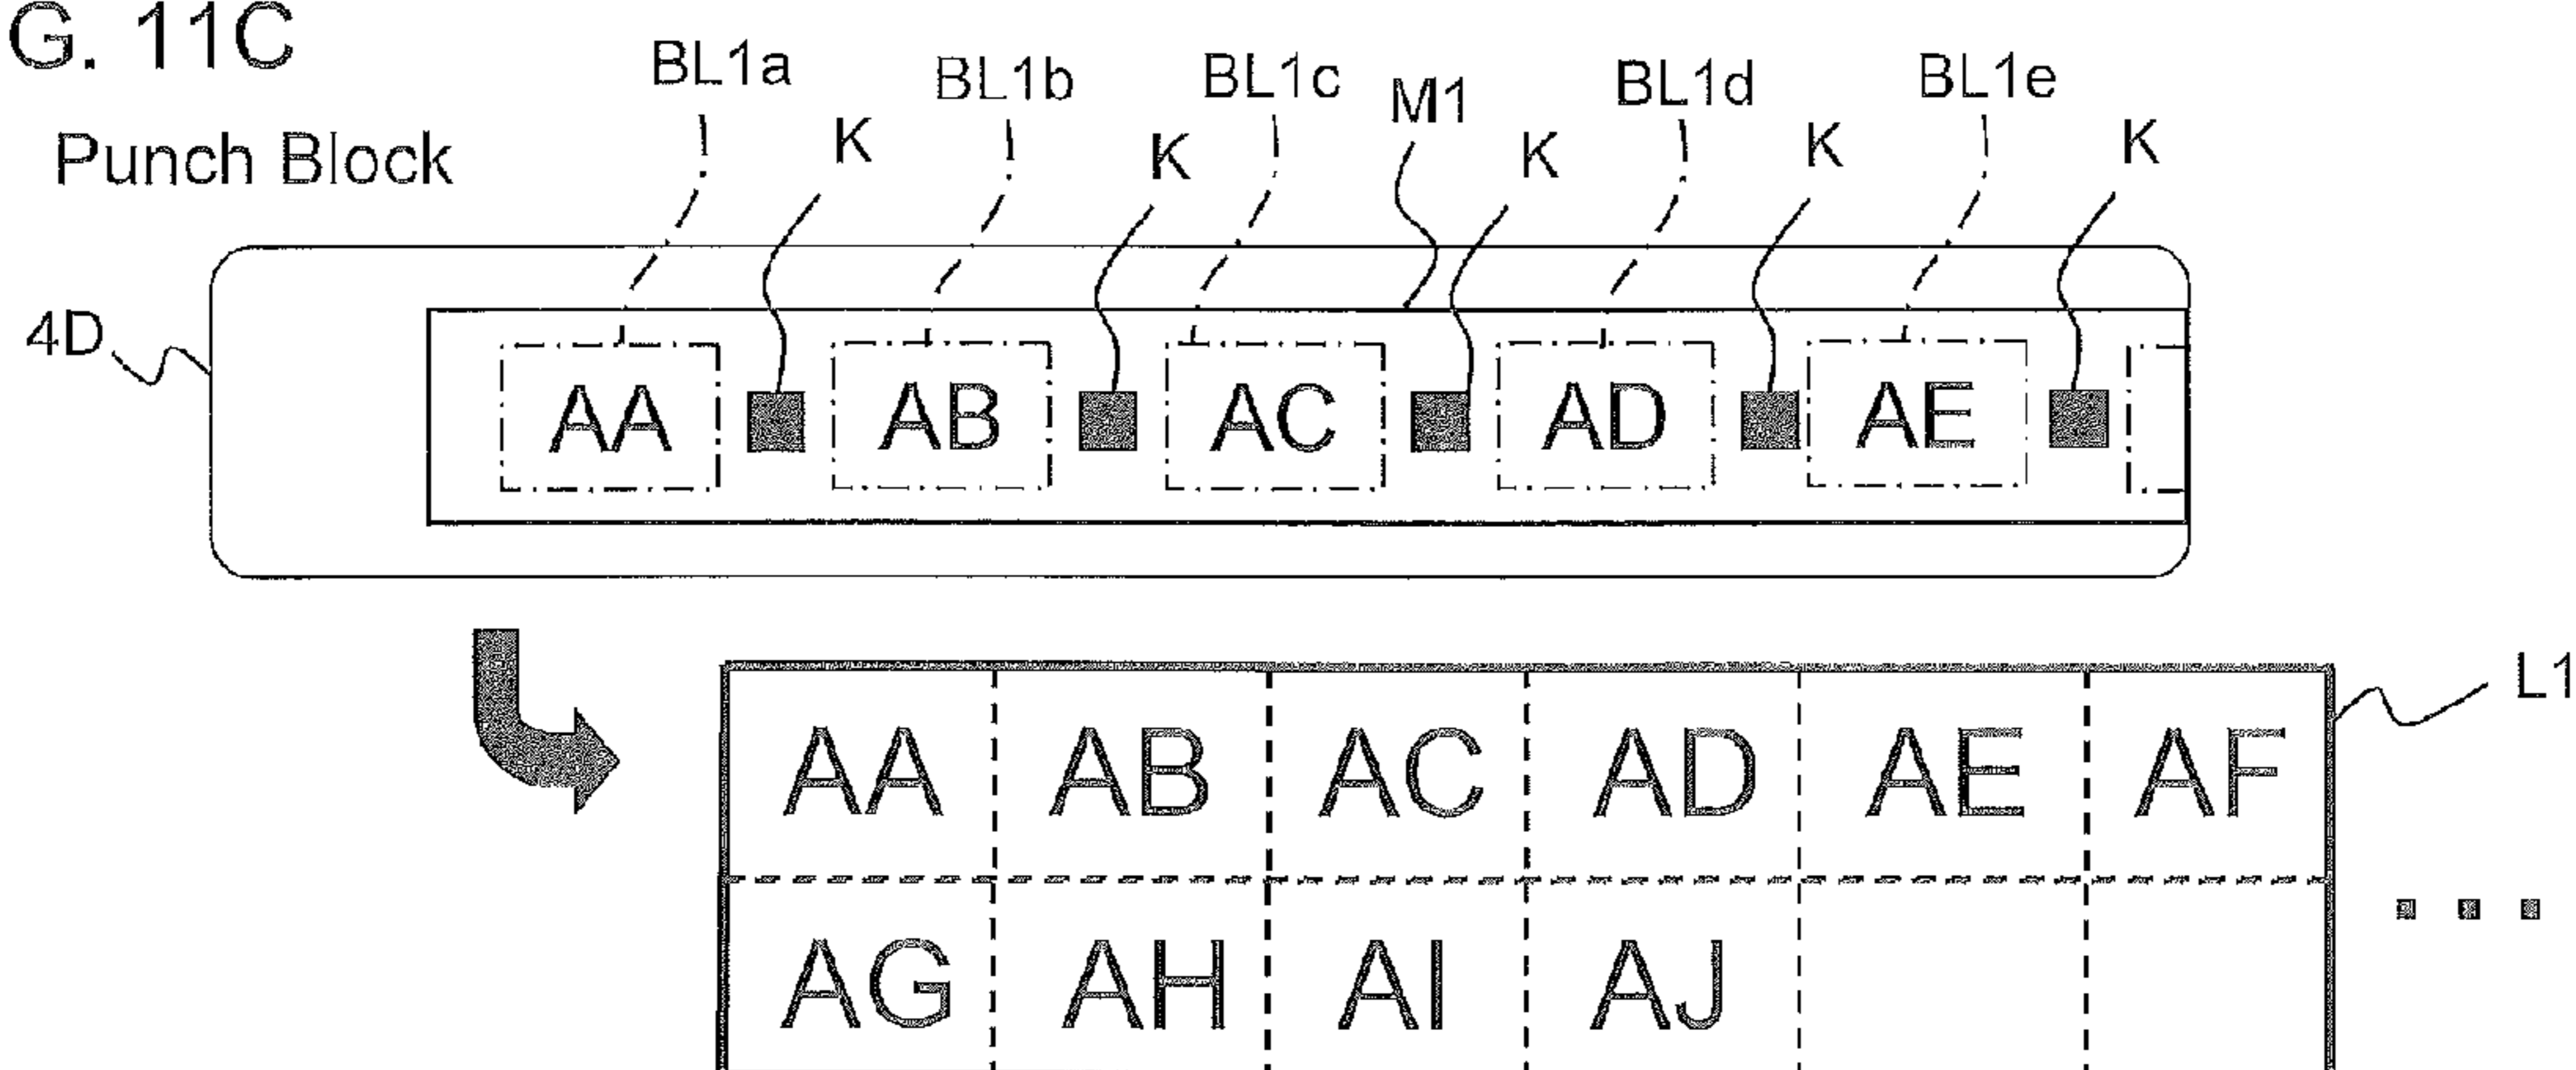 G. 11C
Punch Block
BL1a K BL1b K BL1c M1 K BL1d K BL1e K
4D
AA AB AC AD AE
L1
AA AB AC AD AE AF
AG AH AI AJ